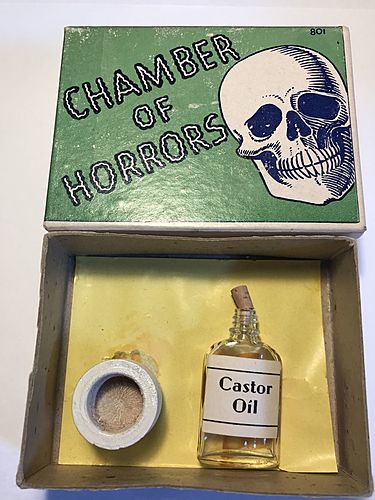 801
CHAMBER
OF
HORRORS
Castor
Oil